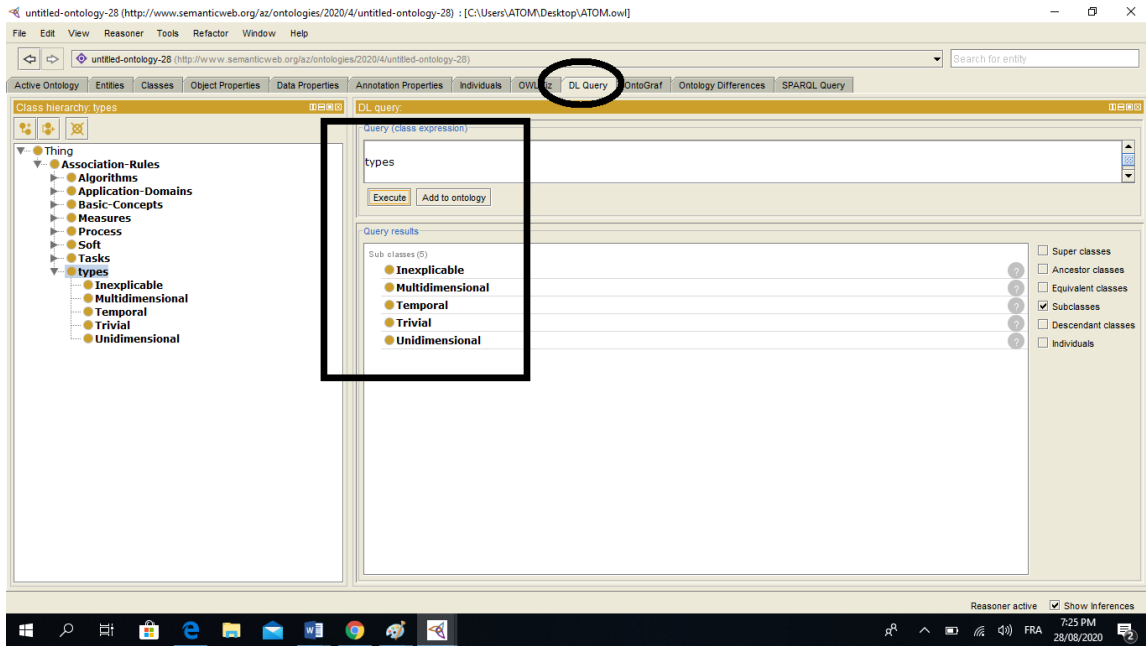 untitled-ontology-28 (http://www.semanticweb.org/az/ontologies/2020/4/untitled-ontology-28) : [C:\Users\ATOM\Desktop\ATOM.owl]
File Edit View Reasoner Tools Refactor Window Help
untitled-ontology-28 (http://www.semanticweb.org/az/ontologies/2020/4/untitled-ontology-28)
Search for entity
Active Ontology Entities Classes Object Properties Data Properties Annotation Properties Individuals DL Query OntoGraf Ontology Differences SPARQL Query
Class hierarchy: types
DL query:
Query (class expression)
types
Execute Add to ontology
Thing
Association-Rules
Algorithms
Application-Domains
Basic-Concepts
Measures
Process
Soft
Tasks
types
Inexplicable
Multidimensional
Temporal
Trivial
Unidimensional
Query results
Sub classes (5)
Inexplicable
Multidimensional
Temporal
Trivial
Unidimensional
Super classes
Ancestor classes
Equivalent classes
Subclasses
Descendant classes
Individuals
Reasoner active Show Inferences
FRA
7:25 PM
28/08/2020
2